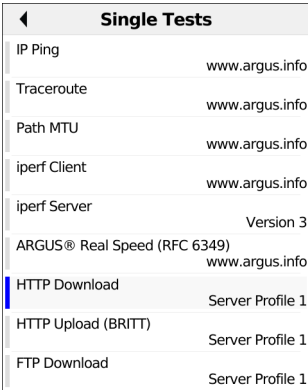 Single Tests
IP Ping
www.argus.info
Traceroute
www.argus.info
Path MTU
www.argus.info
iperf Client
www.argus.info
iperf Server
Version 3
ARGUS® Real Speed (RFC 6349)
www.argus.info
HTTP Download
Server Profile 1
HTTP Upload (BRITT)
Server Profile 1
FTP Download
Server Profile 1